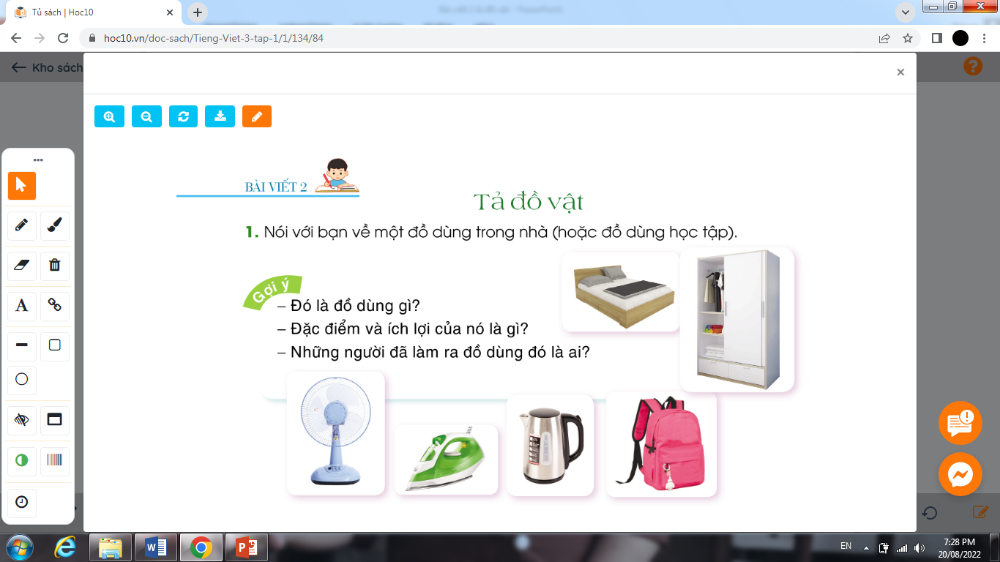 Tủ sách | Hoc10
hoc10.vn/doc-sach/Tieng-Viet-3-tap-1/1/134/84
Kho sách
BÀI VIẾT 2
Tả đồ vật
1. Nói với bạn về một đồ dùng trong nhà (hoặc đồ dùng học tập).
Gợi ý
– Đó là đồ dùng gì?
– Đặc điểm và ích lợi của nó là gì?
– Những người đã làm ra đồ dùng đó là ai?
EN
7:28 PM
20/08/2022